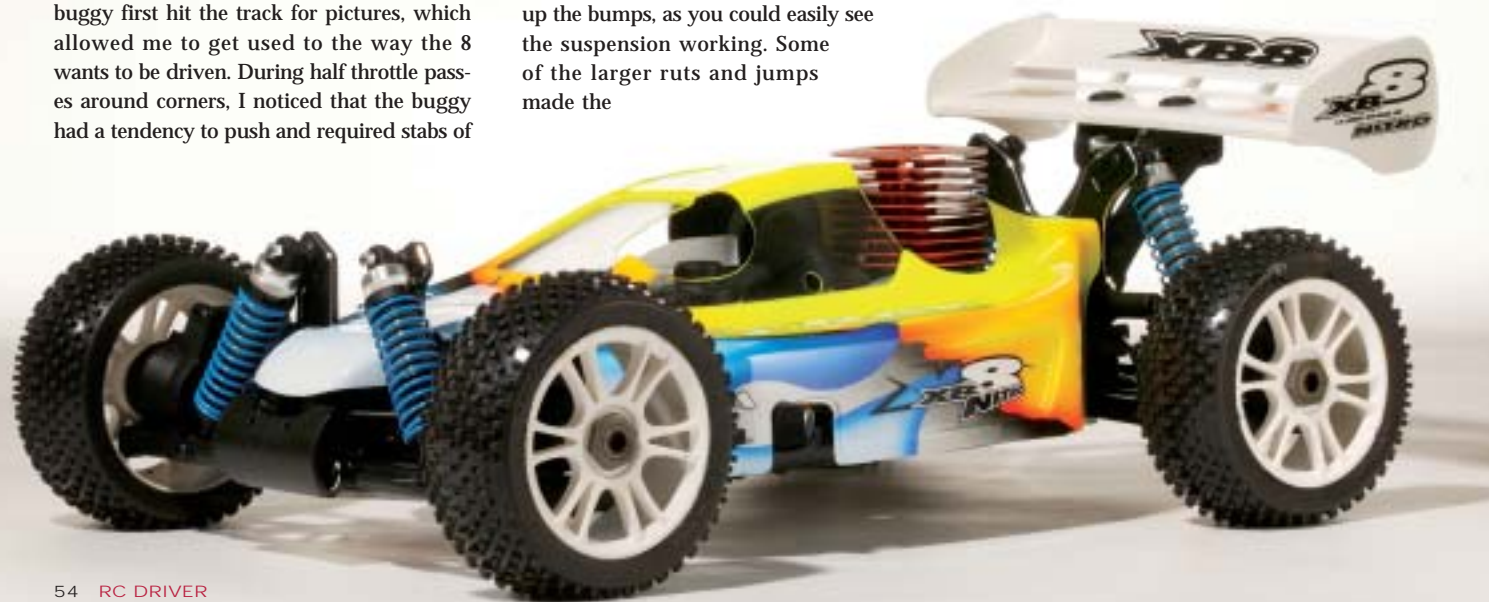 buggy first hit the track for pictures, which
allowed me to get used to the way the 8
wants to be driven. During half throttle pass-
es around corners, I noticed that the buggy
had a tendency to push and required stabs of
up the bumps, as you could easily see
the suspension working. Some
of the larger ruts and jumps
made the
XB8
XB8
NITRO
XB8
NITRO
54 RC DRIVER